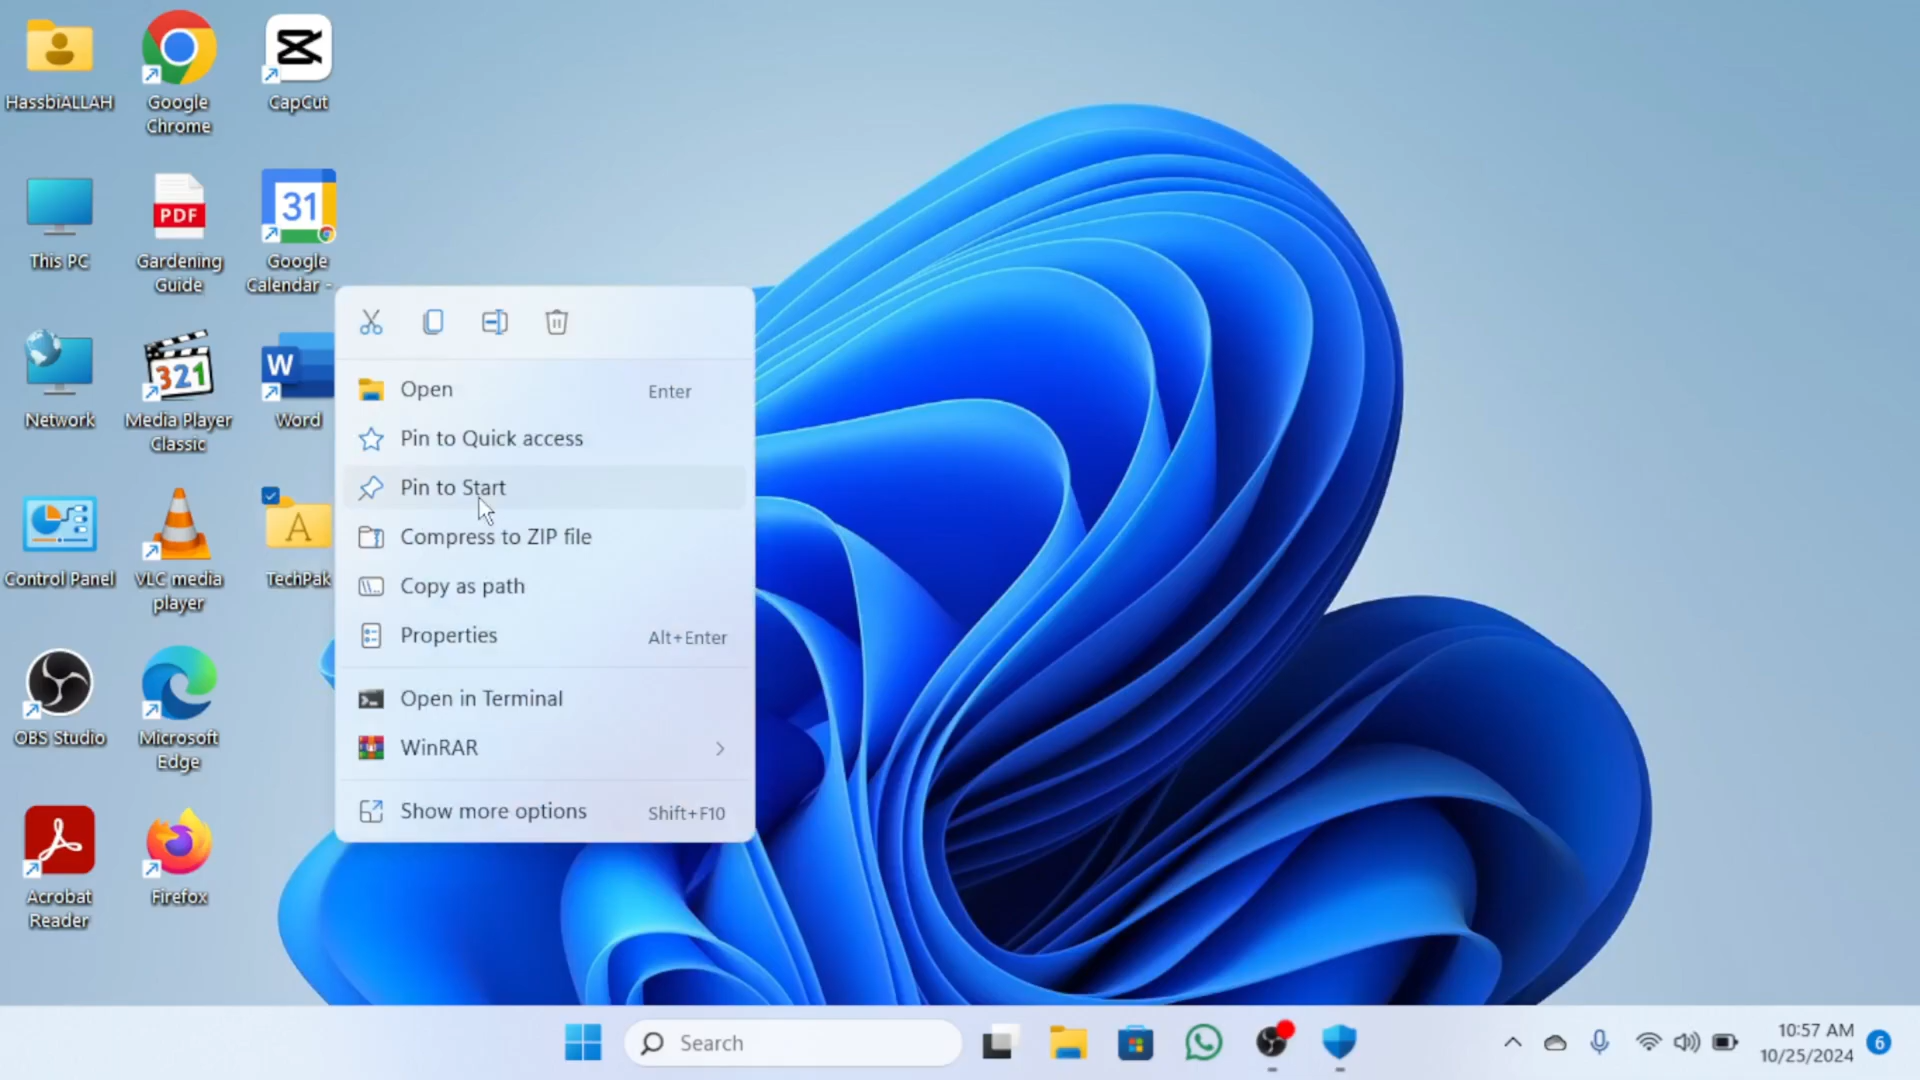 HassbiALLAH
Google
Chrome
CapCut
This PC
PDF
Gardening
Guide
31
Google
Calendar -
Network
321
Media Player
Classic
W
Word
Control Panel
VLC media
player
A
TechPak
OBS Studio
Microsoft
Edge
Acrobat
Reader
Firefox
Open Enter
Pin to Quick access
Pin to Start
Compress to ZIP file
Copy as path
Properties Alt+Enter
Open in Terminal
WinRAR
Show more options Shift+F10
Search
10:57 AM
10/25/2024
6